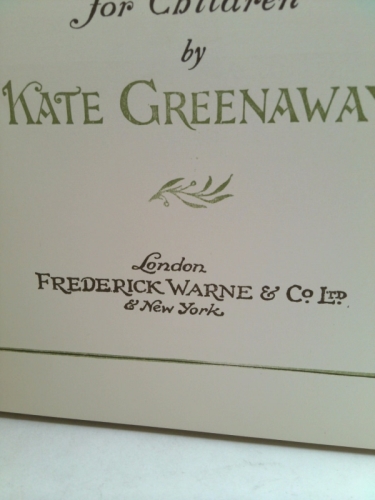 for Children
by
KATE GREENAWAY
London
FREDERICK WARNE & Co LTD
& New York